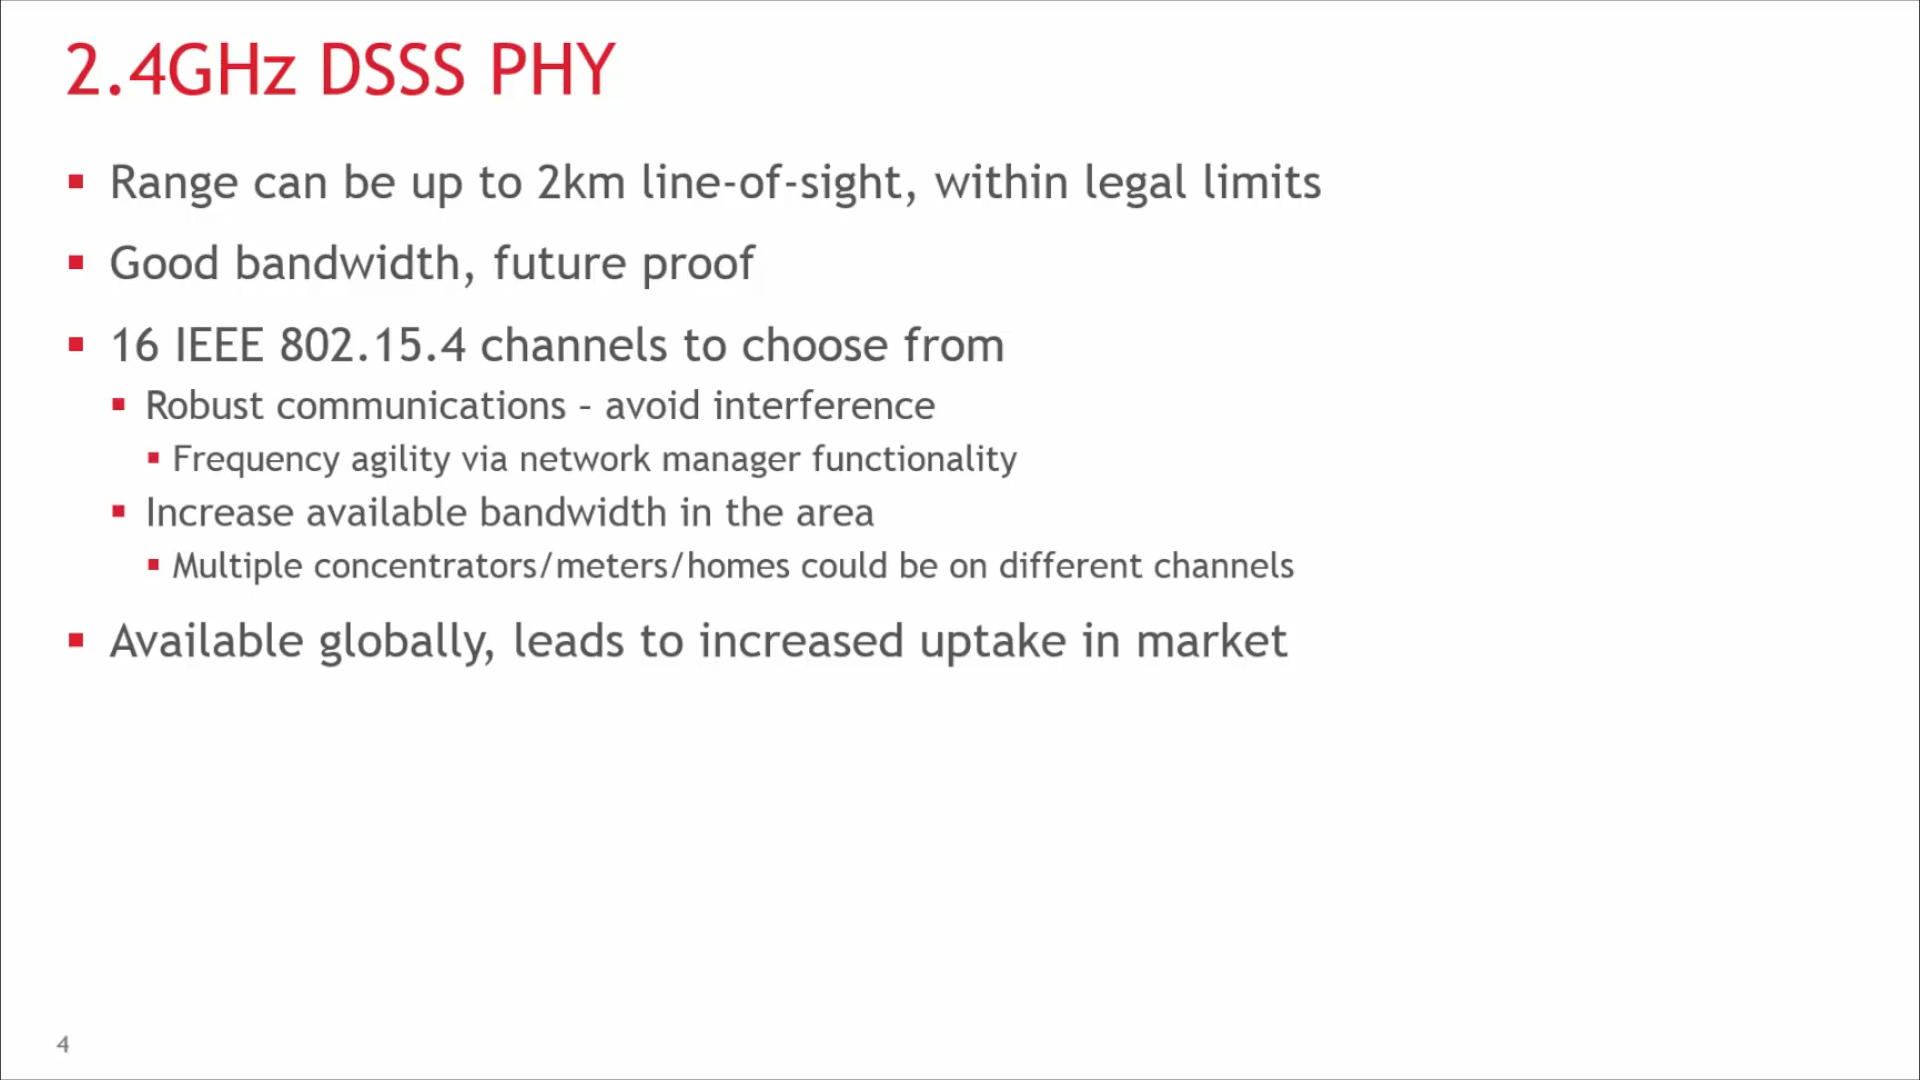 2.4GHz DSSS PHY
Range can be up to 2km line-of-sight, within legal limits
Good bandwidth, future proof
16 IEEE 802.15.4 channels to choose from
Robust communications – avoid interference
Frequency agility via network manager functionality
Increase available bandwidth in the area
Multiple concentrators/meters/homes could be on different channels
Available globally, leads to increased uptake in market
4